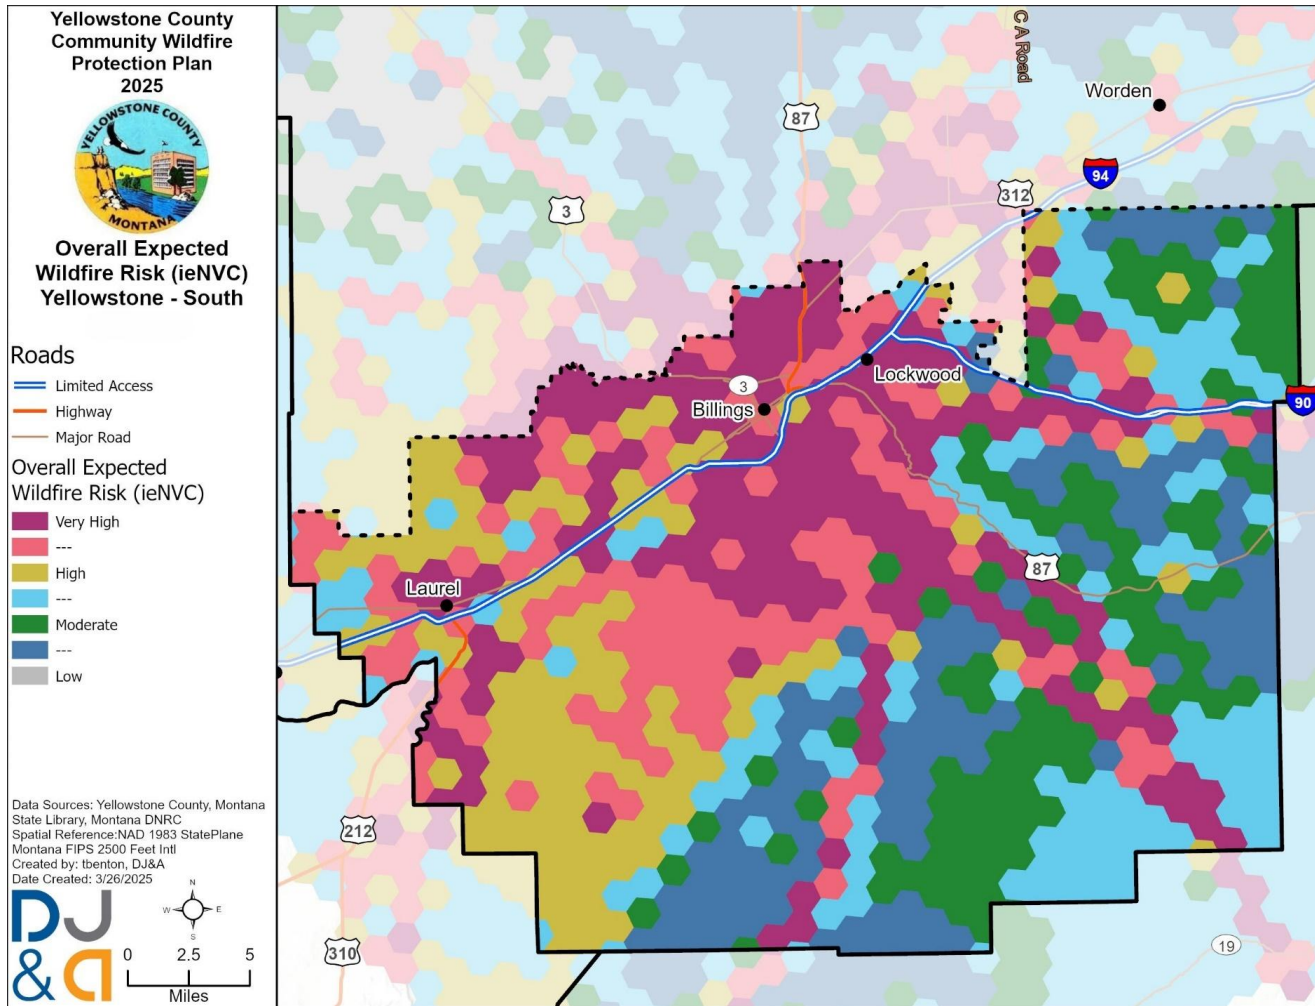 Yellowstone County
Community Wildfire
Protection Plan
2025
YELLOWSTONE COUNTY
MONTANA
Overall Expected
Wildfire Risk (ieNVC)
Yellowstone - South
Roads
Limited Access
Highway
Major Road
Overall Expected
Wildfire Risk (ieNVC)
Very High
---
High
---
Moderate
---
Low
Data Sources: Yellowstone County, Montana
State Library, Montana DNRC
Spatial Reference:NAD 1983 StatePlane
Montana FIPS 2500 Feet Intl
Created by: tbenton, DJ&A
Date Created: 3/26/2025
DJ
&a
N
W E
S
0 2.5 5
Miles
C A Road
Worden
87
94
312
3
90
Lockwood
3
Billings
87
Laurel
212
310
19